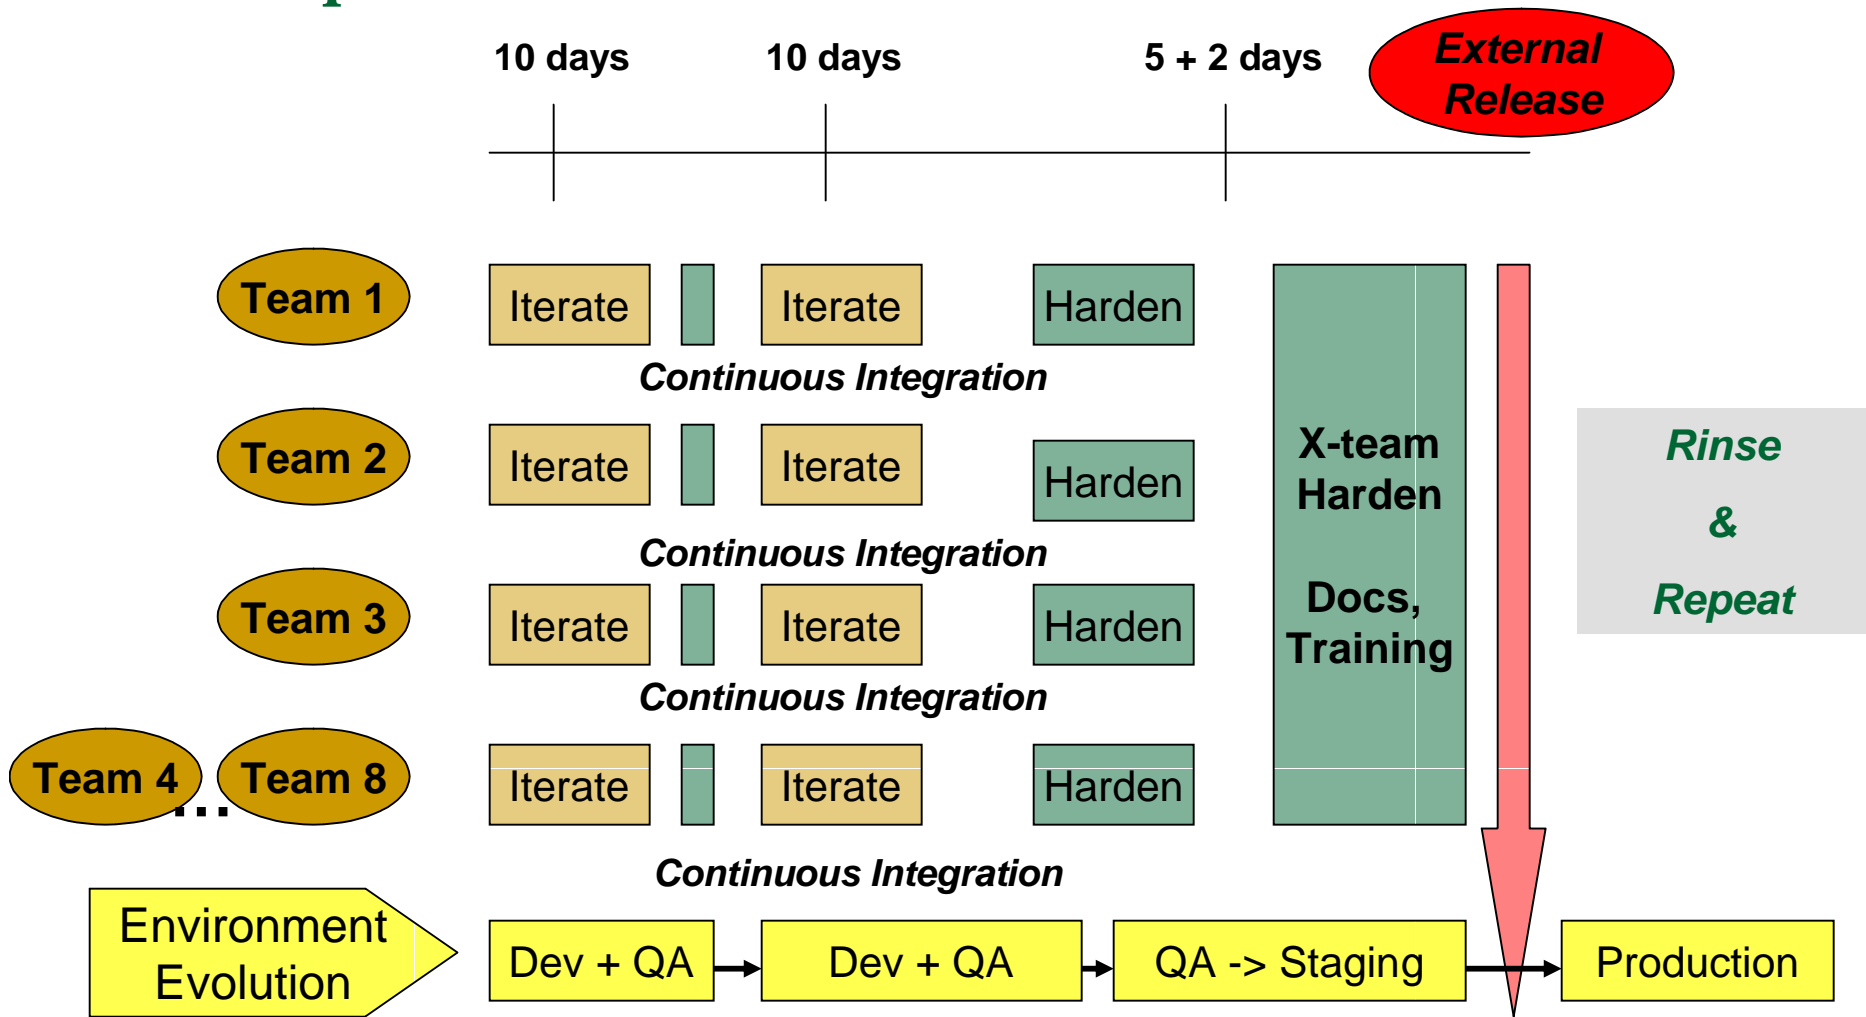 10 days 10 days 5 + 2 days
External
Release
Team 1 Iterate Iterate Harden
Continuous Integration
Team 2 Iterate Iterate Harden
Continuous Integration
Team 3 Iterate Iterate Harden
Continuous Integration
Team 4 ... Team 8 Iterate Iterate Harden
Continuous Integration
X-team
Harden
Docs,
Training
Rinse
&
Repeat
Environment
Evolution
Dev + QA Dev + QA QA -> Staging Production